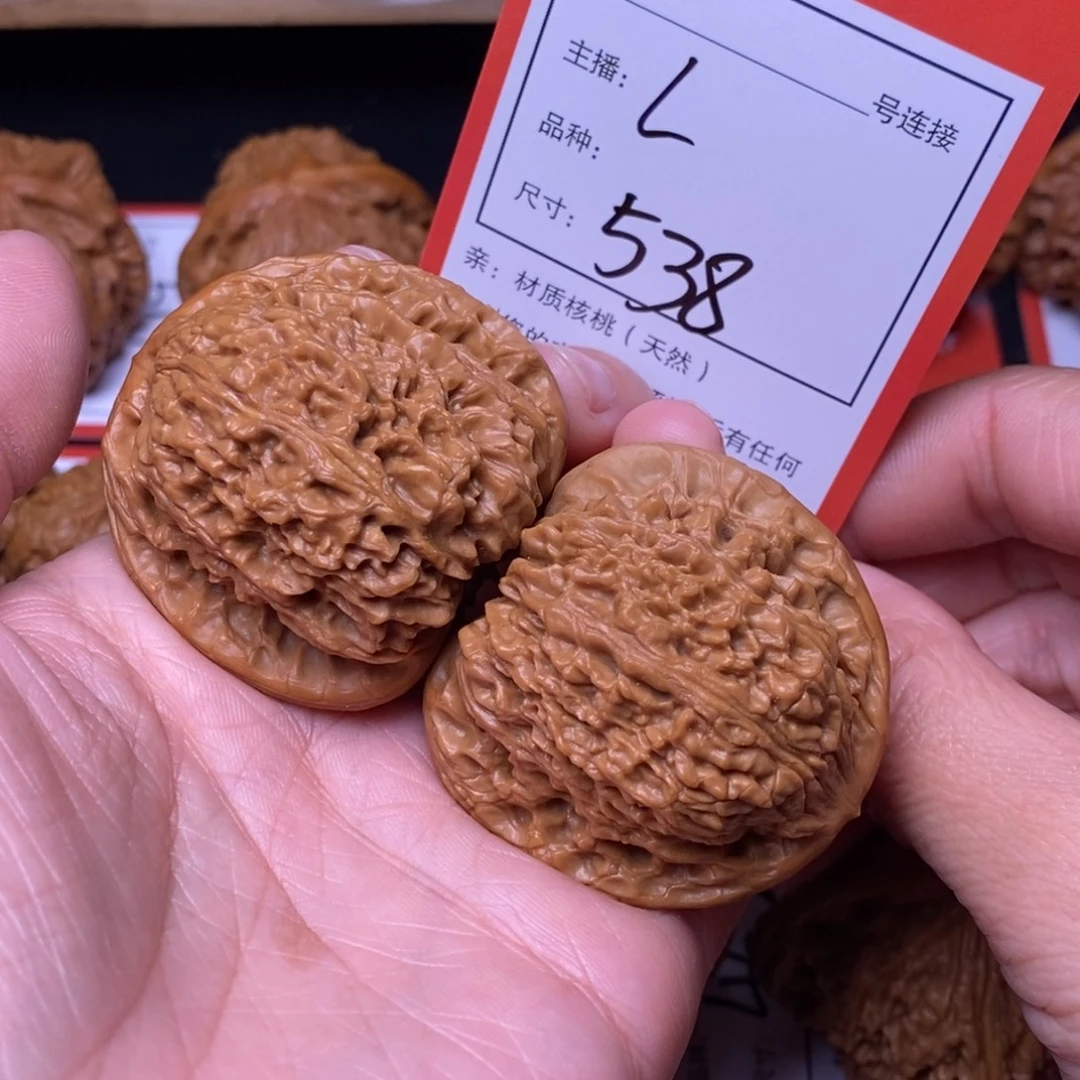 号连接
主播：L
品种：
尺寸：538
亲：材质核桃（天然）
有任何